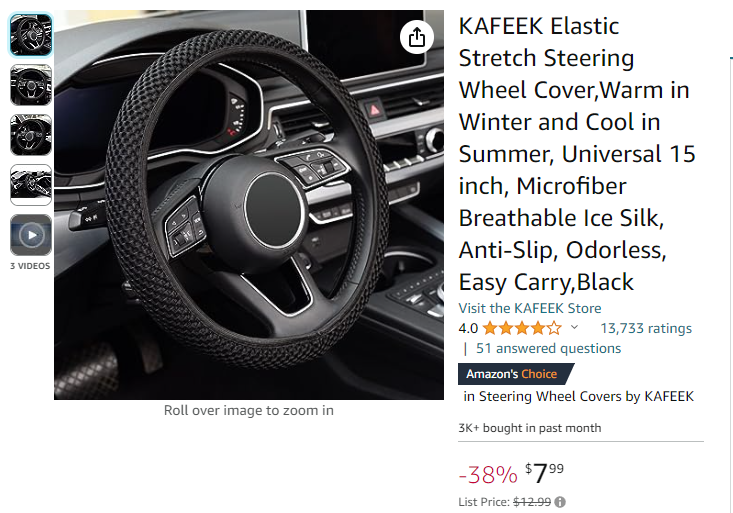 KAFEEK Elastic
Stretch Steering
Wheel Cover,Warm in
Winter and Cool in
Summer, Universal 15
inch, Microfiber
Breathable Ice Silk,
Anti-Slip, Odorless,
Easy Carry,Black
Visit the KAFEEK Store
4.0 13,733 ratings
| 51 answered questions
Amazon's Choice
in Steering Wheel Covers by KAFEEK
3K+ bought in past month
-38% $799
List Price: $12.99
3 VIDEOS
Roll over image to zoom in